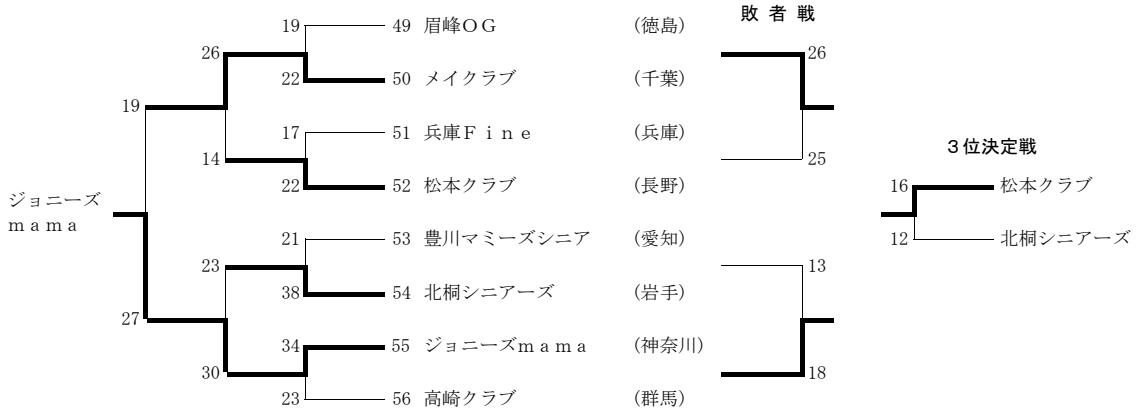 敗 者 戦
19 49 眉峰ＯＧ (徳島)
26 26
22 50 メイクラブ (千葉)
19
17 51 兵庫Ｆｉｎｅ (兵庫)
14 25 ３位決定戦
22 52 松本クラブ (長野) 16 松本クラブ
ジョニーズ
ｍａｍａ
21 53 豊川マミーズシニア (愛知) 12 北桐シニアーズ
23 13
38 54 北桐シニアーズ (岩手)
27
34 55 ジョニーズｍａｍａ (神奈川)
30 18
23 56 高崎クラブ (群馬)